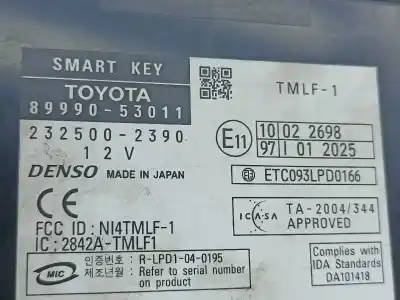 SMART KEY
TOYOTA
89990-53011
232500-2390
12V
DENSO MADE IN JAPAN
CE
FCC ID : NI4TMLF-1
IC : 2842A-TMLF1
MIC
인증번호 : R-LPD1-04-0195
제조년월 : Refer to serial number on product
TMLF-1
E11
10 02 2698
97 I 01 2025
ETC093LPD0166
ICASA
TA-2004/344
APPROVED
Complies with
IDA Standards
DA101418